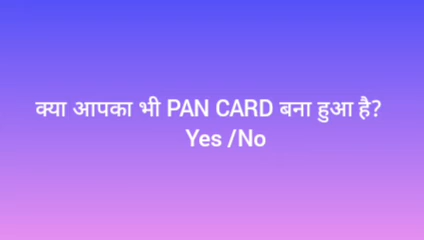 क्या आपका भी PAN CARD बना हुआ है?
Yes /No